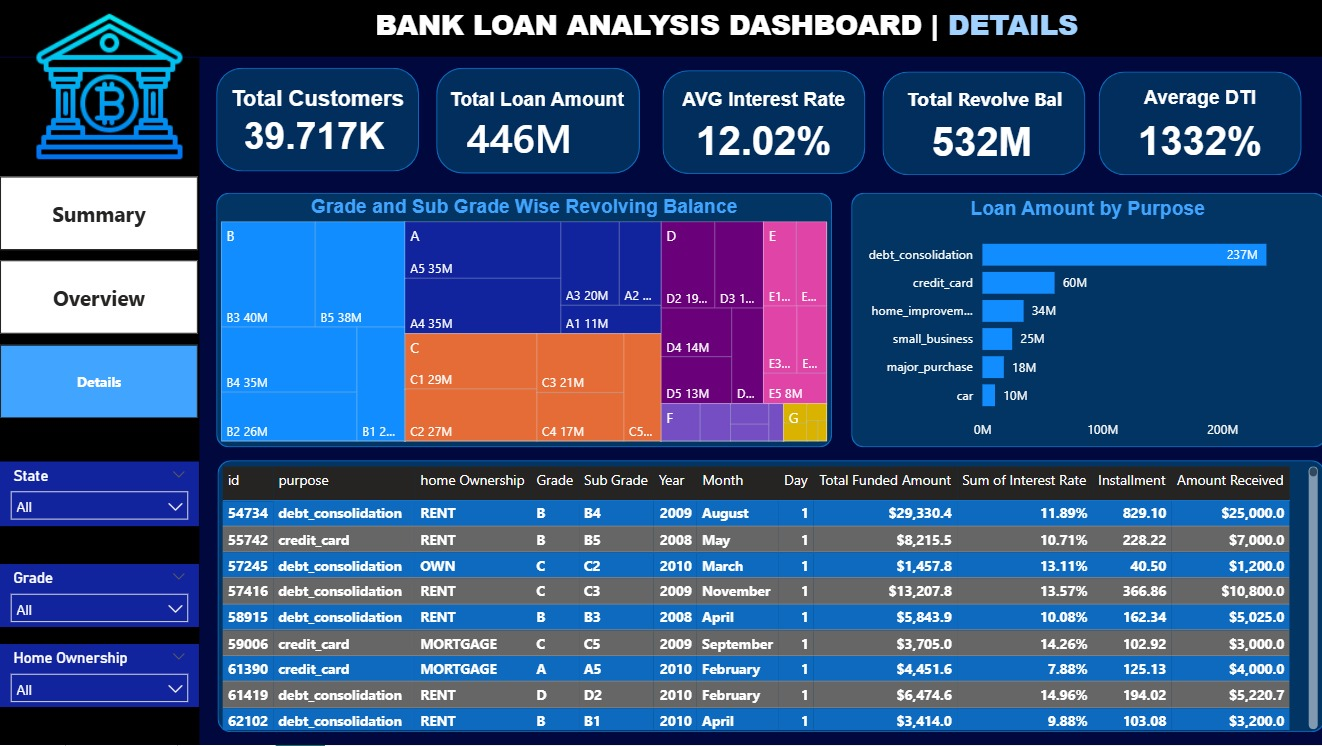 BANK LOAN ANALYSIS DASHBOARD | DETAILS
Total Customers
39.717K
Total Loan Amount
446M
AVG Interest Rate
12.02%
Total Revolve Bal
532M
Average DTI
1332%
Summary
Overview
Details
State
All
Grade
All
Home Ownership
All
Grade and Sub Grade Wise Revolving Balance
B
B3 40M
B5 38M
B4 35M
B2 26M
B1 2...
A
A5 35M
A4 35M
A3 20M
A2 ...
A1 11M
C
C1 29M
C2 27M
C3 21M
C4 17M
C5...
D
D2 19...
D3 1...
D4 14M
D5 13M
D...
E
E1...
E...
E3...
E...
E5 8M
F
G
Loan Amount by Purpose
debt_consolidation 237M
credit_card 60M
home_improvem... 34M
small_business 25M
major_purchase 18M
car 10M
0M 100M 200M
id purpose home Ownership Grade Sub Grade Year Month Day Total Funded Amount Sum of Interest Rate Installment Amount Received
54734 debt_consolidation RENT B B4 2009 August 1 $29,330.4 11.89% 829.10 $25,000.0
55742 credit_card RENT B B5 2008 May 1 $8,215.5 10.71% 228.22 $7,000.0
57245 debt_consolidation OWN C C2 2010 March 1 $1,457.8 13.11% 40.50 $1,200.0
57416 debt_consolidation RENT C C3 2009 November 1 $13,207.8 13.57% 366.86 $10,800.0
58915 debt_consolidation RENT B B3 2008 April 1 $5,843.9 10.08% 162.34 $5,025.0
59006 credit_card MORTGAGE C C5 2009 September 1 $3,705.0 14.26% 102.92 $3,000.0
61390 credit_card MORTGAGE A A5 2010 February 1 $4,451.6 7.88% 125.13 $4,000.0
61419 debt_consolidation RENT D D2 2010 February 1 $6,474.6 14.96% 194.02 $5,220.7
62102 debt_consolidation RENT B B1 2010 April 1 $3,414.0 9.88% 103.08 $3,200.0